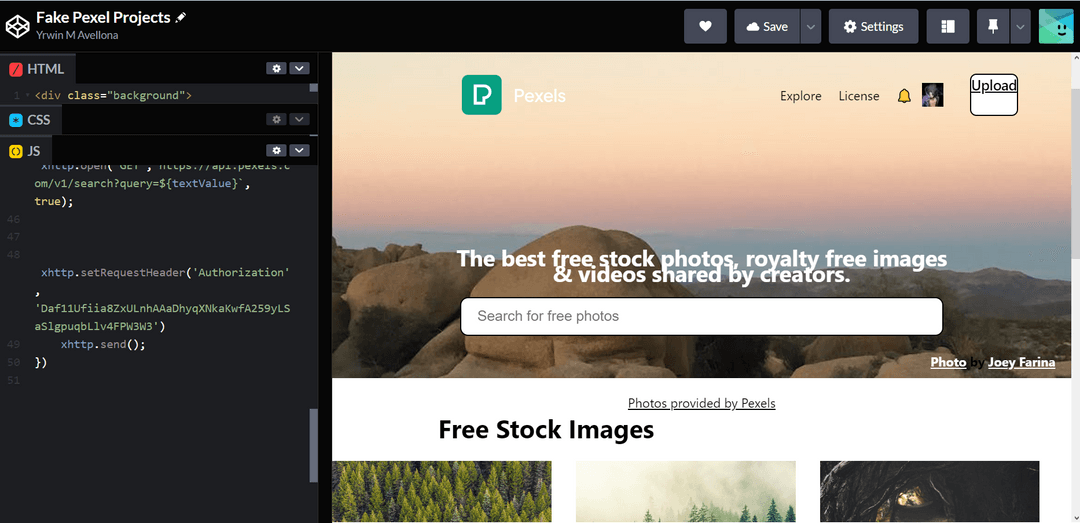 Fake Pexel Projects
Yrwin M Avellona
Save
Settings
HTML
1 <div class="background">
CSS
JS
xhttp.open("GET", `https://api.pexels.c
om/v1/search?query=${textValue}`,
true);
46
47
48
xhttp.setRequestHeader('Authorization'
,
'Daf11Ufiia8ZxULnhAAaDhyqXNkaKwfA259yLS
aSlgpuqbLlv4FPW3W3')
49 xhttp.send();
50 })
51
Pexels
Explore License
Upload
The best free stock photos, royalty free images
& videos shared by creators.
Search for free photos
Photo by Joey Farina
Photos provided by Pexels
Free Stock Images